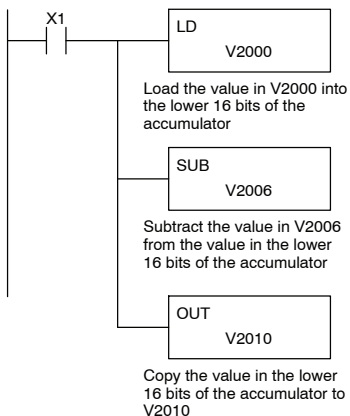 X1
LD
V2000
Load the value in V2000 into
the lower 16 bits of the
accumulator
SUB
V2006
Subtract the value in V2006
from the value in the lower
16 bits of the accumulator
OUT
V2010
Copy the value in the lower
16 bits of the accumulator to
V2010